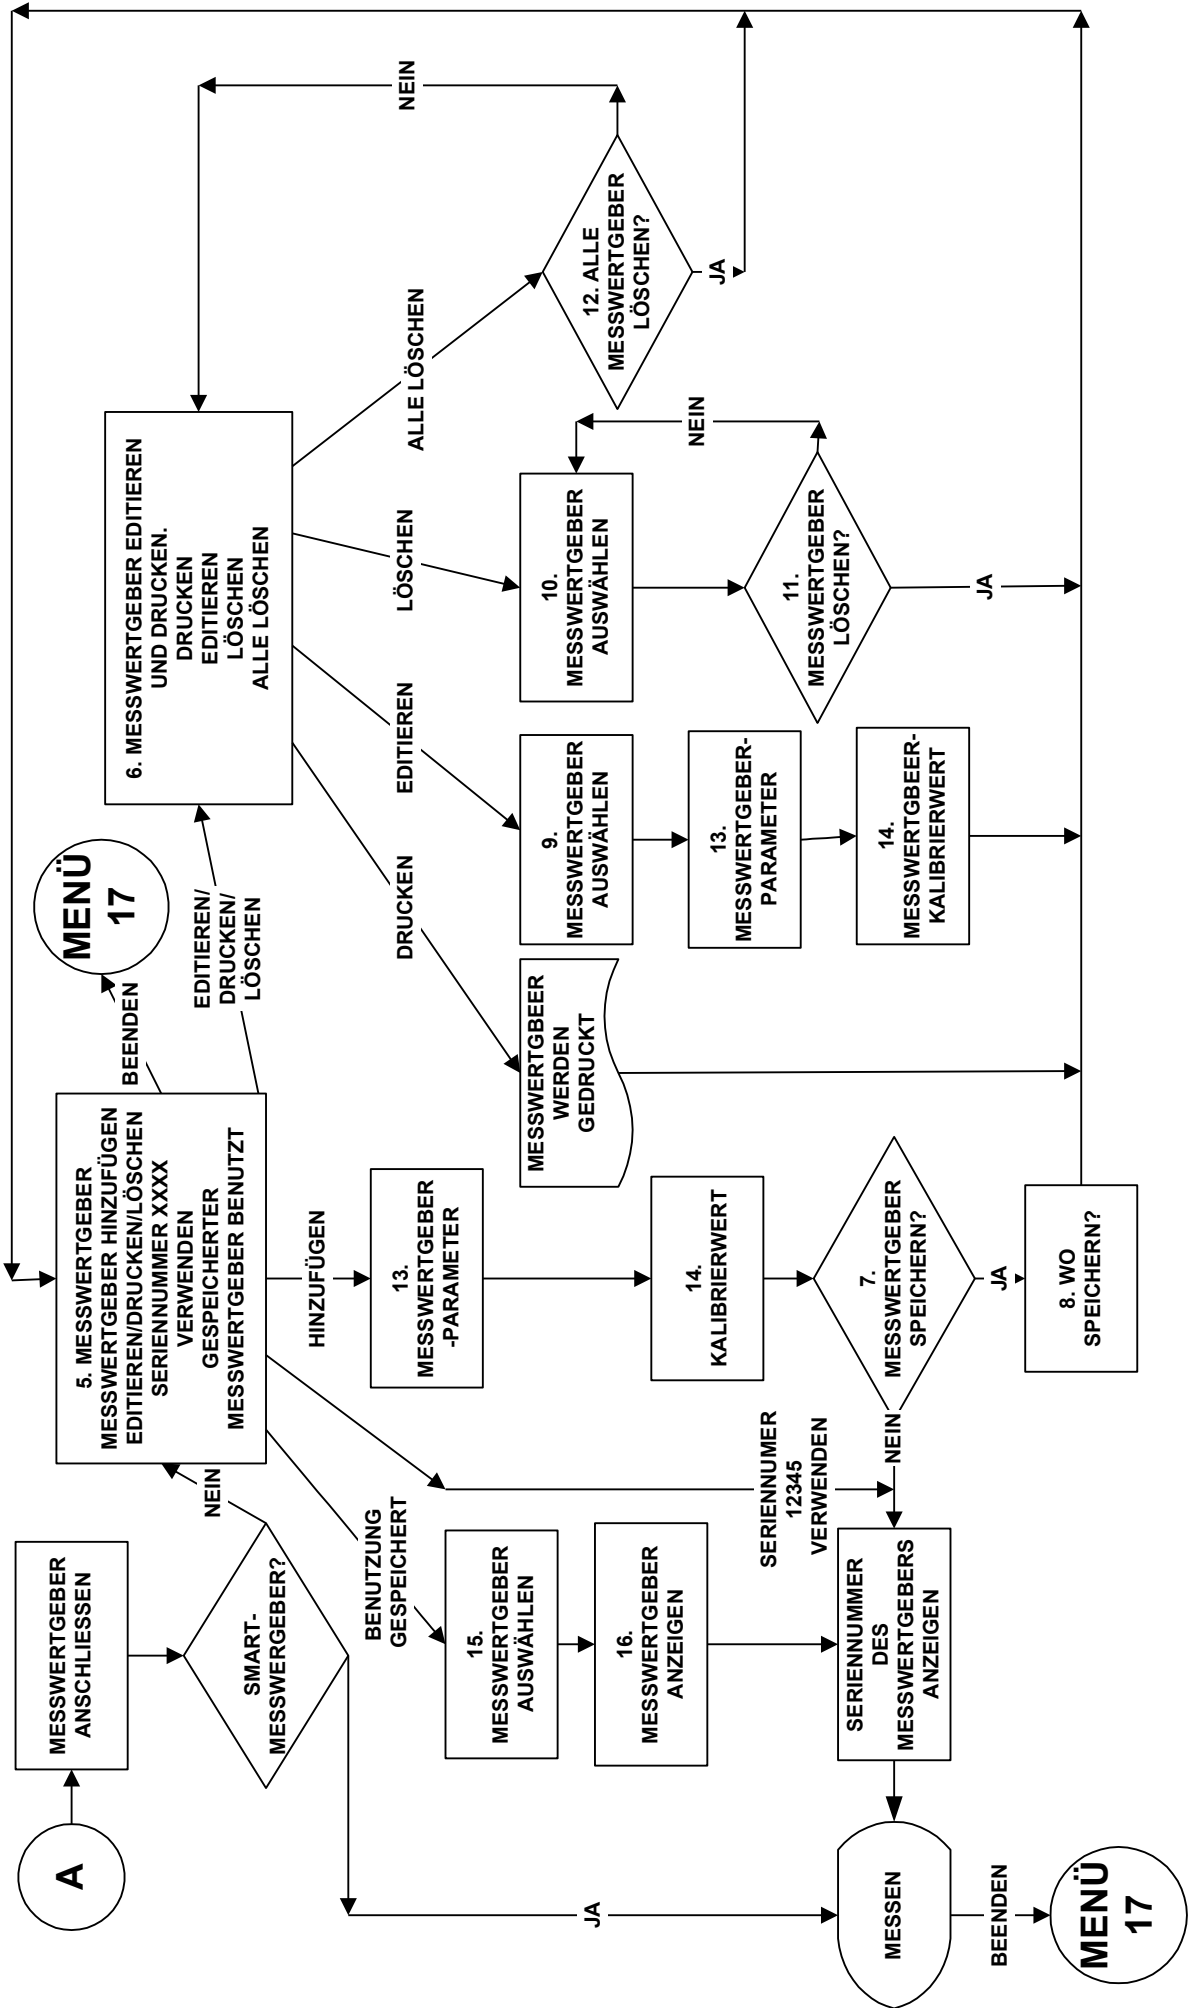 A
MESSWERTGEBER
ANSCHLIESSEN
SMART-
MESSWERGEBER?
NEIN
JA
5. MESSWERTGEBER
MESSWERTGEBER HINZUFÜGEN
EDITIEREN/DRUCKEN/LÖSCHEN
SERIENNUMMER XXXX
VERWENDEN
GESPEICHERTER
MESSWERTGEBER BENUTZT
BEENDEN
MENÜ
17
EDITIEREN/
DRUCKEN/
LÖSCHEN
6. MESSWERTGEBER EDITIEREN
UND DRUCKEN.
DRUCKEN
EDITIEREN
LÖSCHEN
ALLE LÖSCHEN
NEIN
BENUTZUNG
GESPEICHERT
HINZUFÜGEN
DRUCKEN
EDITIEREN
LÖSCHEN
ALLE LÖSCHEN
15.
MESSWERTGEBER
AUSWÄHLEN
16.
MESSWERTGEBER
ANZEIGEN
13.
MESSWERTGEBER
-PARAMETER
14.
KALIBRIERWERT
7.
MESSWERTGEBER
SPEICHERN?
NEIN
JA
8. WO
SPEICHERN?
SERIENNUMER
12345
VERWENDEN
SERIENNUMMER
DES
MESSWERTGEBERS
ANZEIGEN
MESSWERTGBEER
WERDEN
GEDRUCKT
9.
MESSWERTGEBER
AUSWÄHLEN
13.
MESSWERTGEBER-
PARAMETER
14.
MESSWERTGBEER-
KALIBRIERWERT
10.
MESSWERTGEBER
AUSWÄHLEN
NEIN
11.
MESSWERTGEBER
LÖSCHEN?
JA
12. ALLE
MESSWERTGEBER
LÖSCHEN?
JA
MESSEN
BEENDEN
MENÜ
17